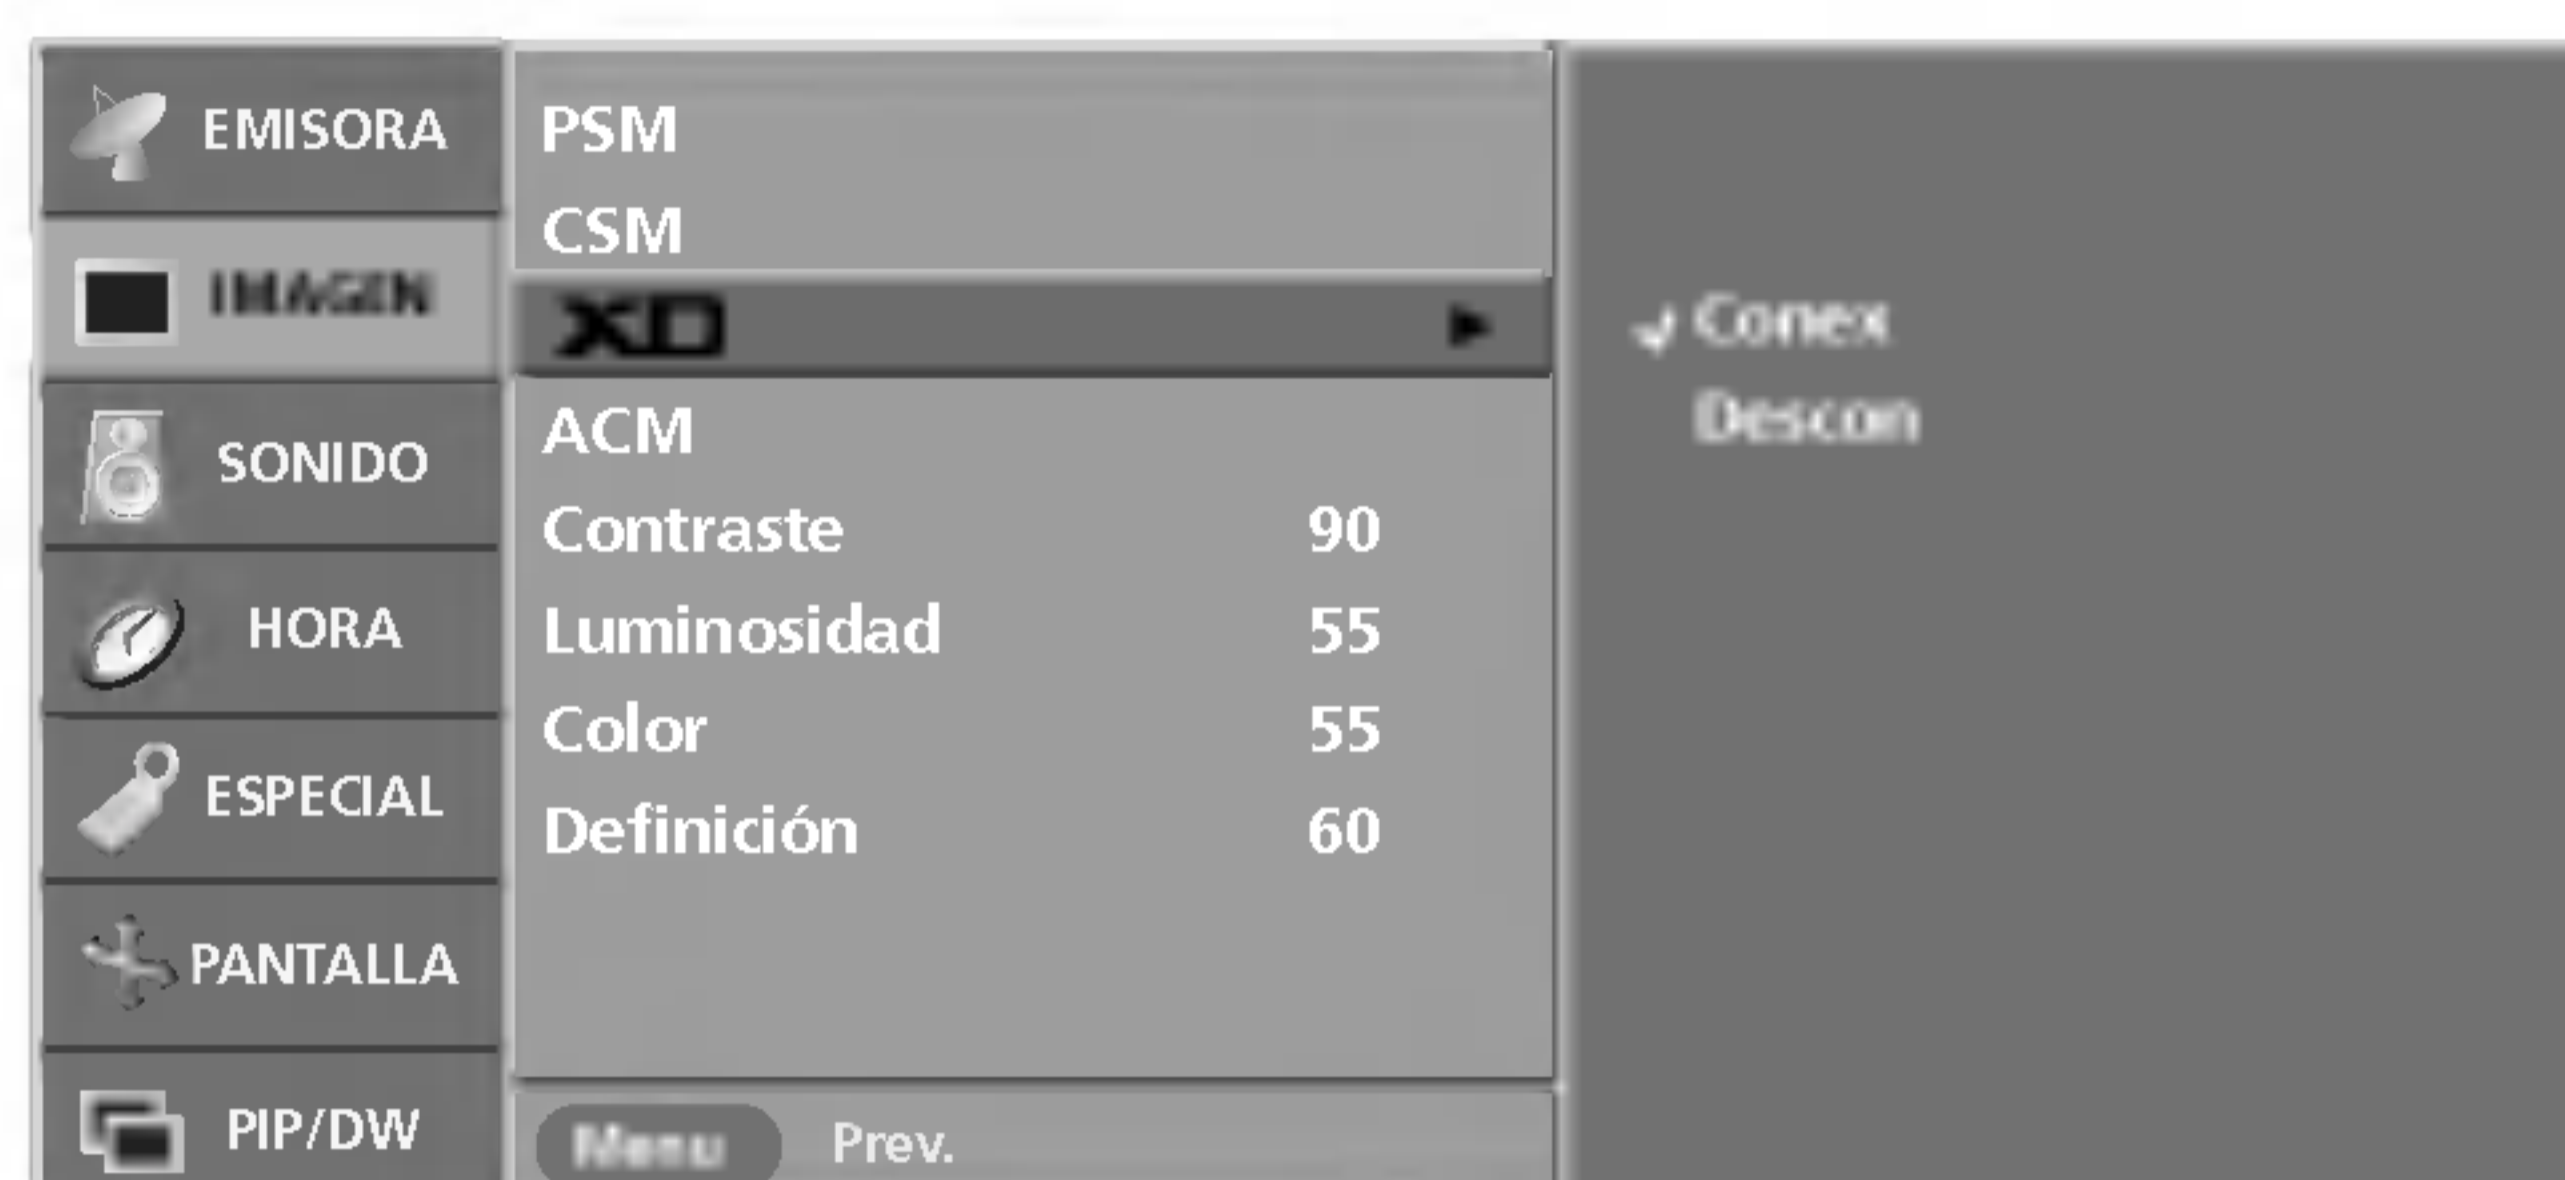 EMISORA
IMAGEN
SONIDO
HORA
ESPECIAL
PANTALLA
PIP/DW
PSM
CSM
XD
ACM
Contraste 90
Luminosidad 55
Color 55
Definición 60
Menu Prev.
Conex
Descon